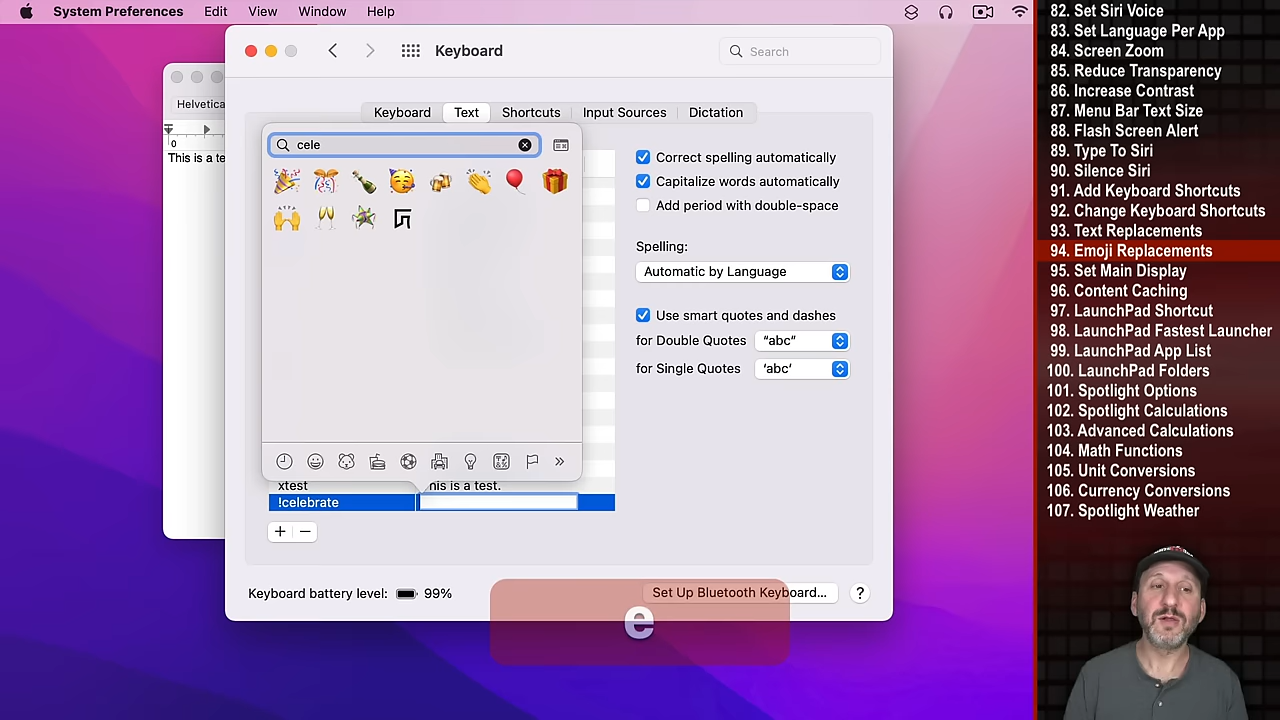 System Preferences Edit View Window Help
Keyboard
Search
Keyboard Text Shortcuts Input Sources Dictation
Helvetica
0
This is a te
cele
xtest
his is a test.
!celebrate
+ −
Correct spelling automatically
Capitalize words automatically
Add period with double-space
Spelling:
Automatic by Language
Use smart quotes and dashes
for Double Quotes “abc”
for Single Quotes ‘abc’
Keyboard battery level: 99%
Set Up Bluetooth Keyboard... ?
e
82. Set Siri Voice
83. Set Language Per App
84. Screen Zoom
85. Reduce Transparency
86. Increase Contrast
87. Menu Bar Text Size
88. Flash Screen Alert
89. Type To Siri
90. Silence Siri
91. Add Keyboard Shortcuts
92. Change Keyboard Shortcuts
93. Text Replacements
94. Emoji Replacements
95. Set Main Display
96. Content Caching
97. LaunchPad Shortcut
98. LaunchPad Fastest Launcher
99. LaunchPad App List
100. LaunchPad Folders
101. Spotlight Options
102. Spotlight Calculations
103. Advanced Calculations
104. Math Functions
105. Unit Conversions
106. Currency Conversions
107. Spotlight Weather